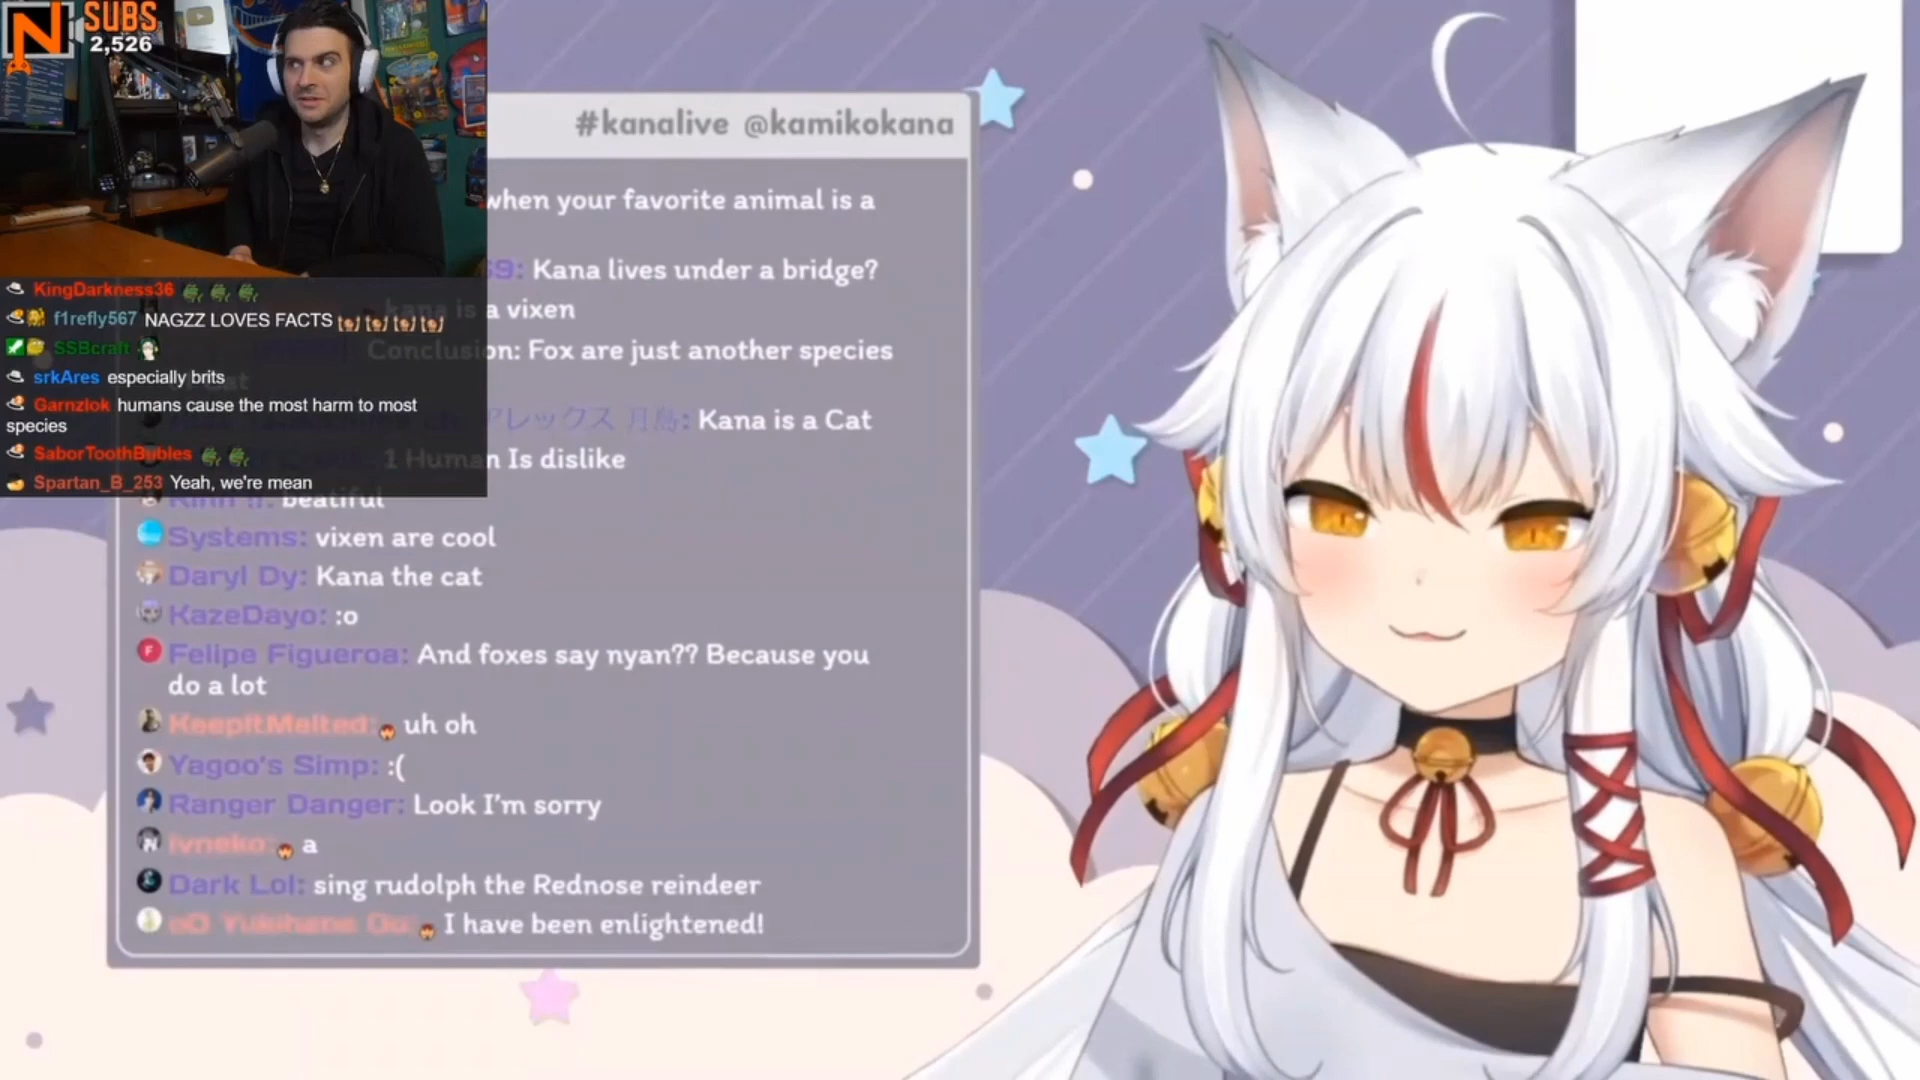 N SUBS
2,526
#kanalive @kamikokana
when your favorite animal is a
69: Kana lives under a bridge?
kana is a vixen
Conclusion: Fox are just another species
アレックス 月島: Kana is a Cat
1 Human Is dislike
beatiful
Systems: vixen are cool
Daryl Dy: Kana the cat
KazeDayo: :o
F Felipe Figueroa: And foxes say nyan?? Because you
do a lot
KeepItMelted: uh oh
Yagoo's Simp: :(
Ranger Danger: Look I'm sorry
Ivneko: a
Dark Lol: sing rudolph the Rednose reindeer
I have been enlightened!
KingDarkness36
f1refly567 NAGZZ LOVES FACTS
SSBcraft
srkAres especially brits
Garnzlok humans cause the most harm to most
species
SaborToothBubles
Spartan_B_253 Yeah, we're mean